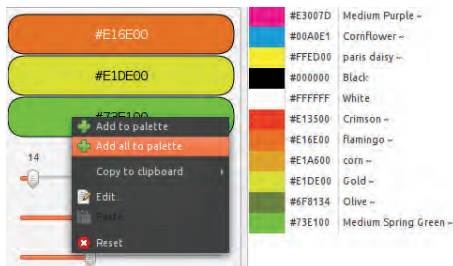 #E16E00
#E1DE00
#73E100
Add to palette
Add all to palette
Copy to clipboard
Edit...
Paste
Reset
14
#E3007D Medium Purple ~
#00A0E1 Cornflower ~
#FFED00 paris daisy ~
#000000 Black
#FFFFFF White
#E13500 Crimson ~
#E16E00 flamingo ~
#E1A600 corn ~
#E1DE00 Gold ~
#6F8134 Olive ~
#73E100 Medium Spring Green ~